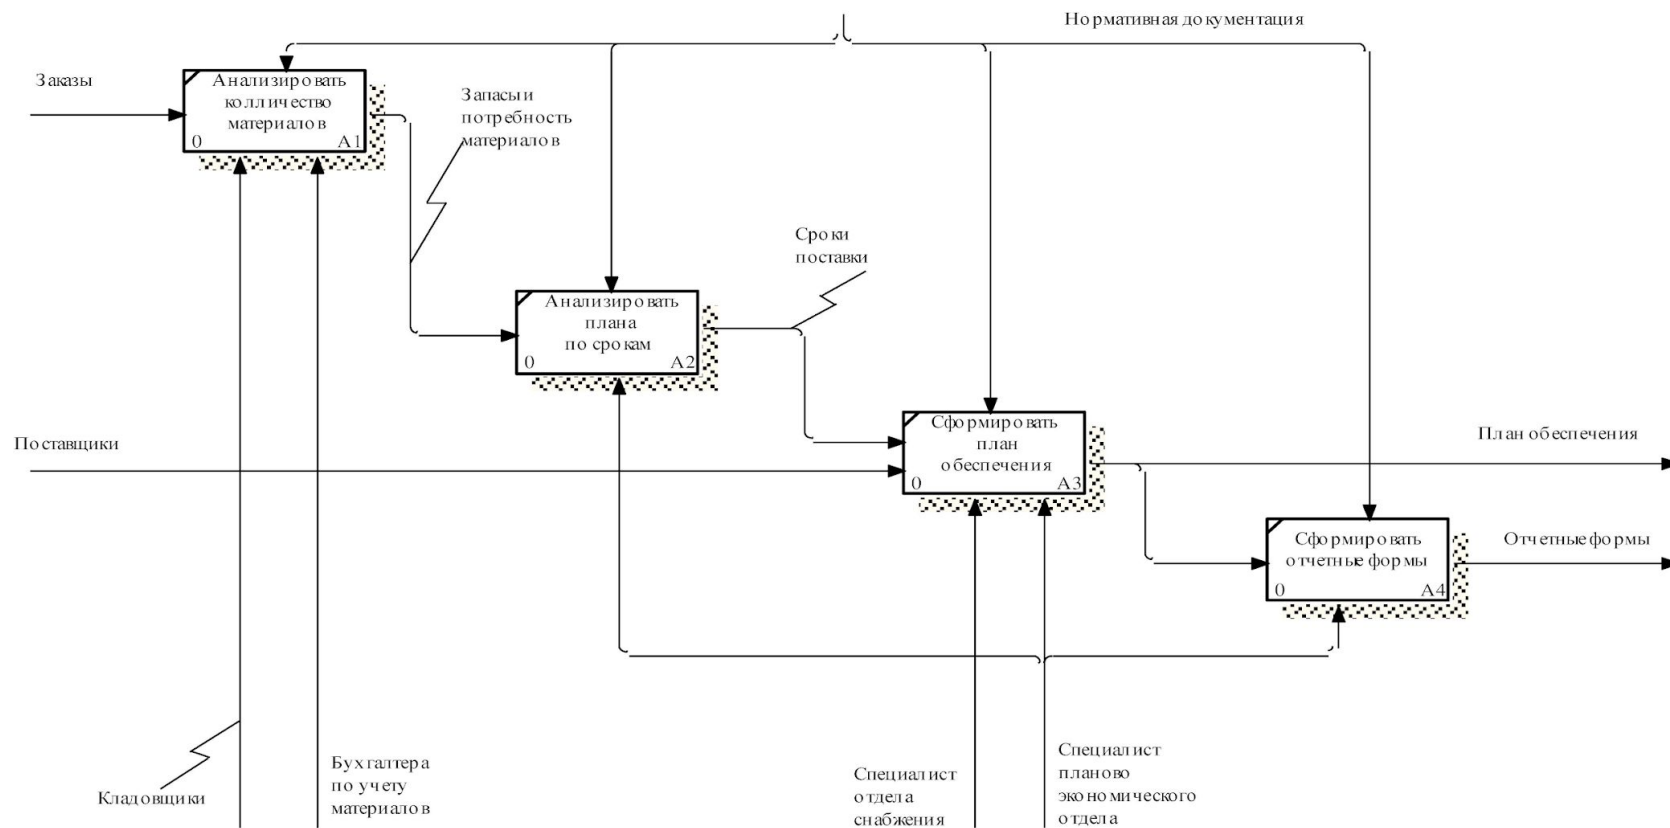 Нормативная документация
Заказы
Анализировать
колличество
материалов
0 A1
Запасы и
потребность
материалов
Сроки
поставки
Анализировать
плана
по срокам
0 A2
Поставщики
Сформировать
план
обеспечения
0 A3
План обеспечения
Сформировать
отчетные формы
0 A4
Отчетные формы
Кладовщики
Бухгалтера
по учету
материалов
Специалист
отдела
снабжения
Специалист
планово
экономического
отдела